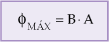 ϕMÁX = B · A